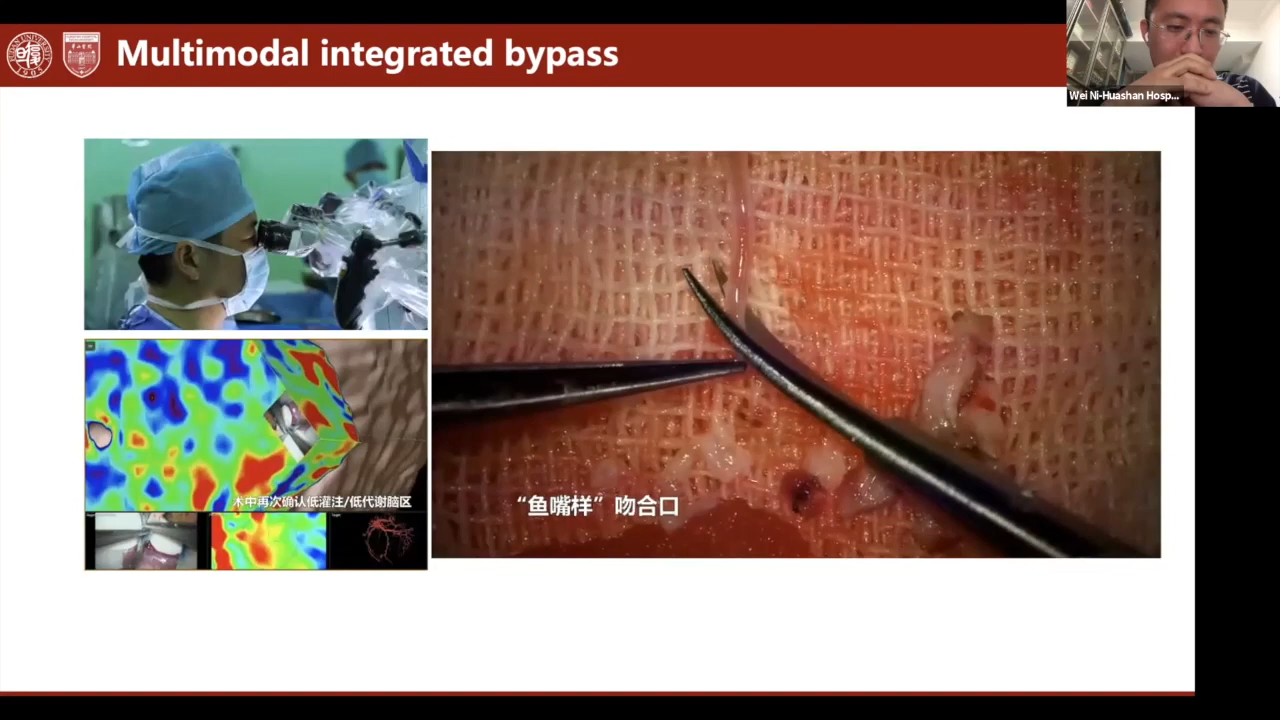 Multimodal integrated bypass
Wei Ni-Huashan Hosp...
术中再次确认低灌注/低代谢脑区
“鱼嘴样”吻合口